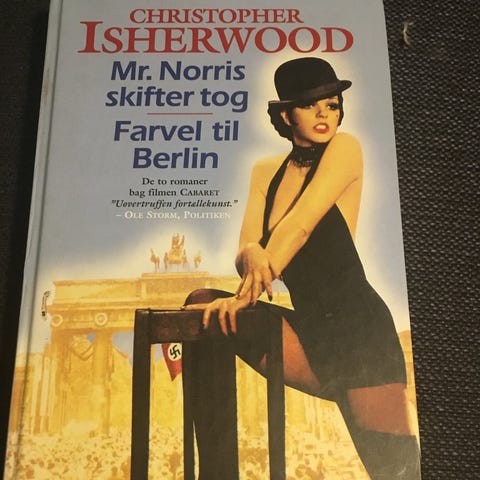 CHRISTOPHER
ISHERWOOD
Mr. Norris
skifter tog
Farvel til
Berlin
De to romaner
bag filmen CABARET
"Uovertruffen fortællekunst."
– OLE STORM, POLITIKEN